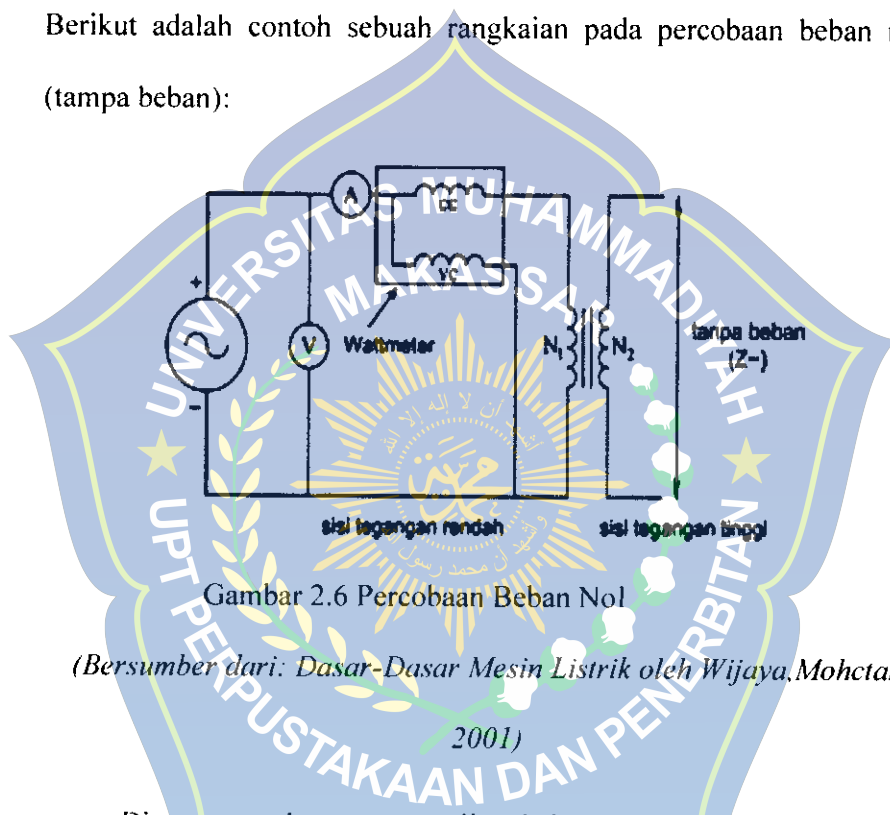 Berikut adalah contoh sebuah rangkaian pada percobaan beban
(tampa beban):
A
CC
VC
+
V
Wattmeter
N1
N2
tanpa beban
(Z~)
–
sisi tegangan rendah
sisi tegangan tinggi
Gambar 2.6 Percobaan Beban Nol
(Bersumber dari: Dasar-Dasar Mesin Listrik oleh Wijaya,Mohcta
2001)
UNIVERSITAS MUHAMMADIYAH
MAKASSAR
UPT PERPUSTAKAAN DAN PENERBITAN